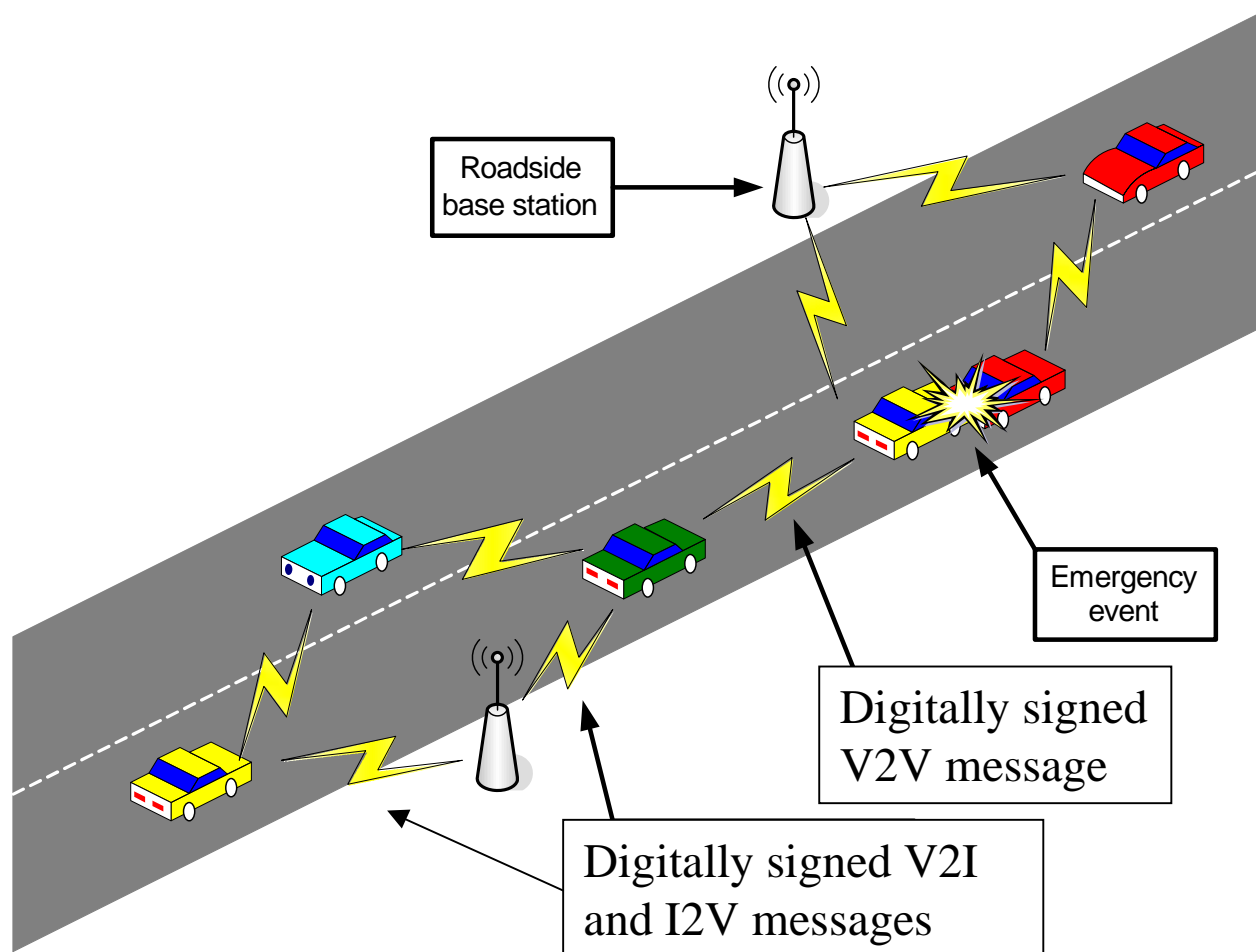 Roadside
base station
Emergency
event
Digitally signed
V2V message
Digitally signed V2I
and I2V messages